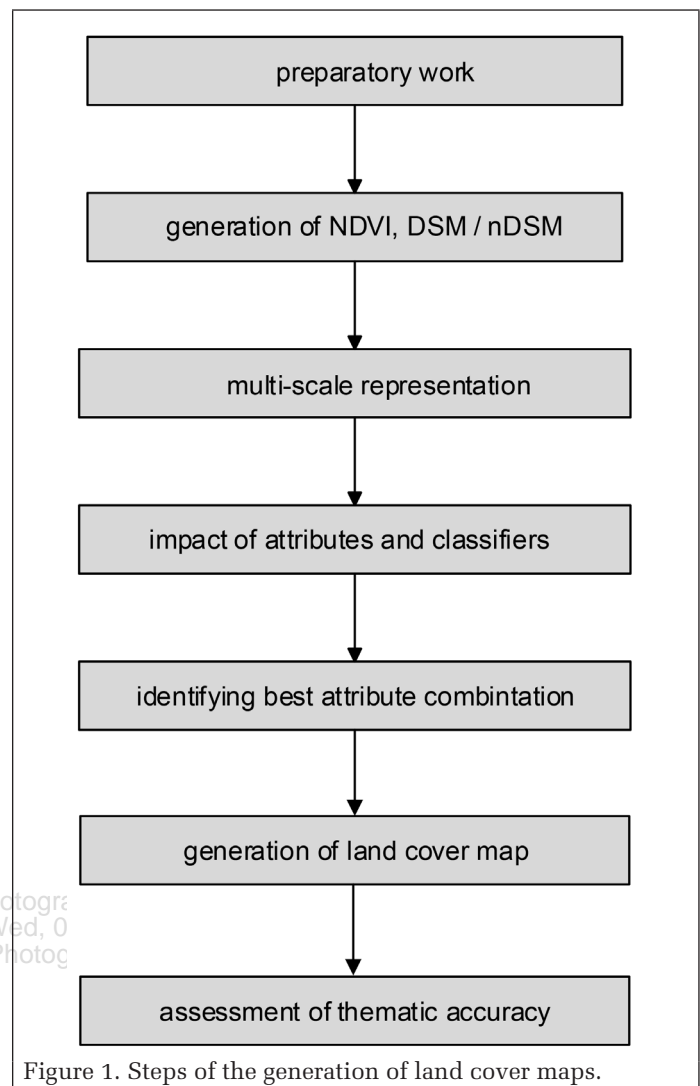 preparatory work
generation of NDVI, DSM / nDSM
multi-scale representation
impact of attributes and classifiers
identifying best attribute combintation
generation of land cover map
assessment of thematic accuracy
Figure 1. Steps of the generation of land cover maps.